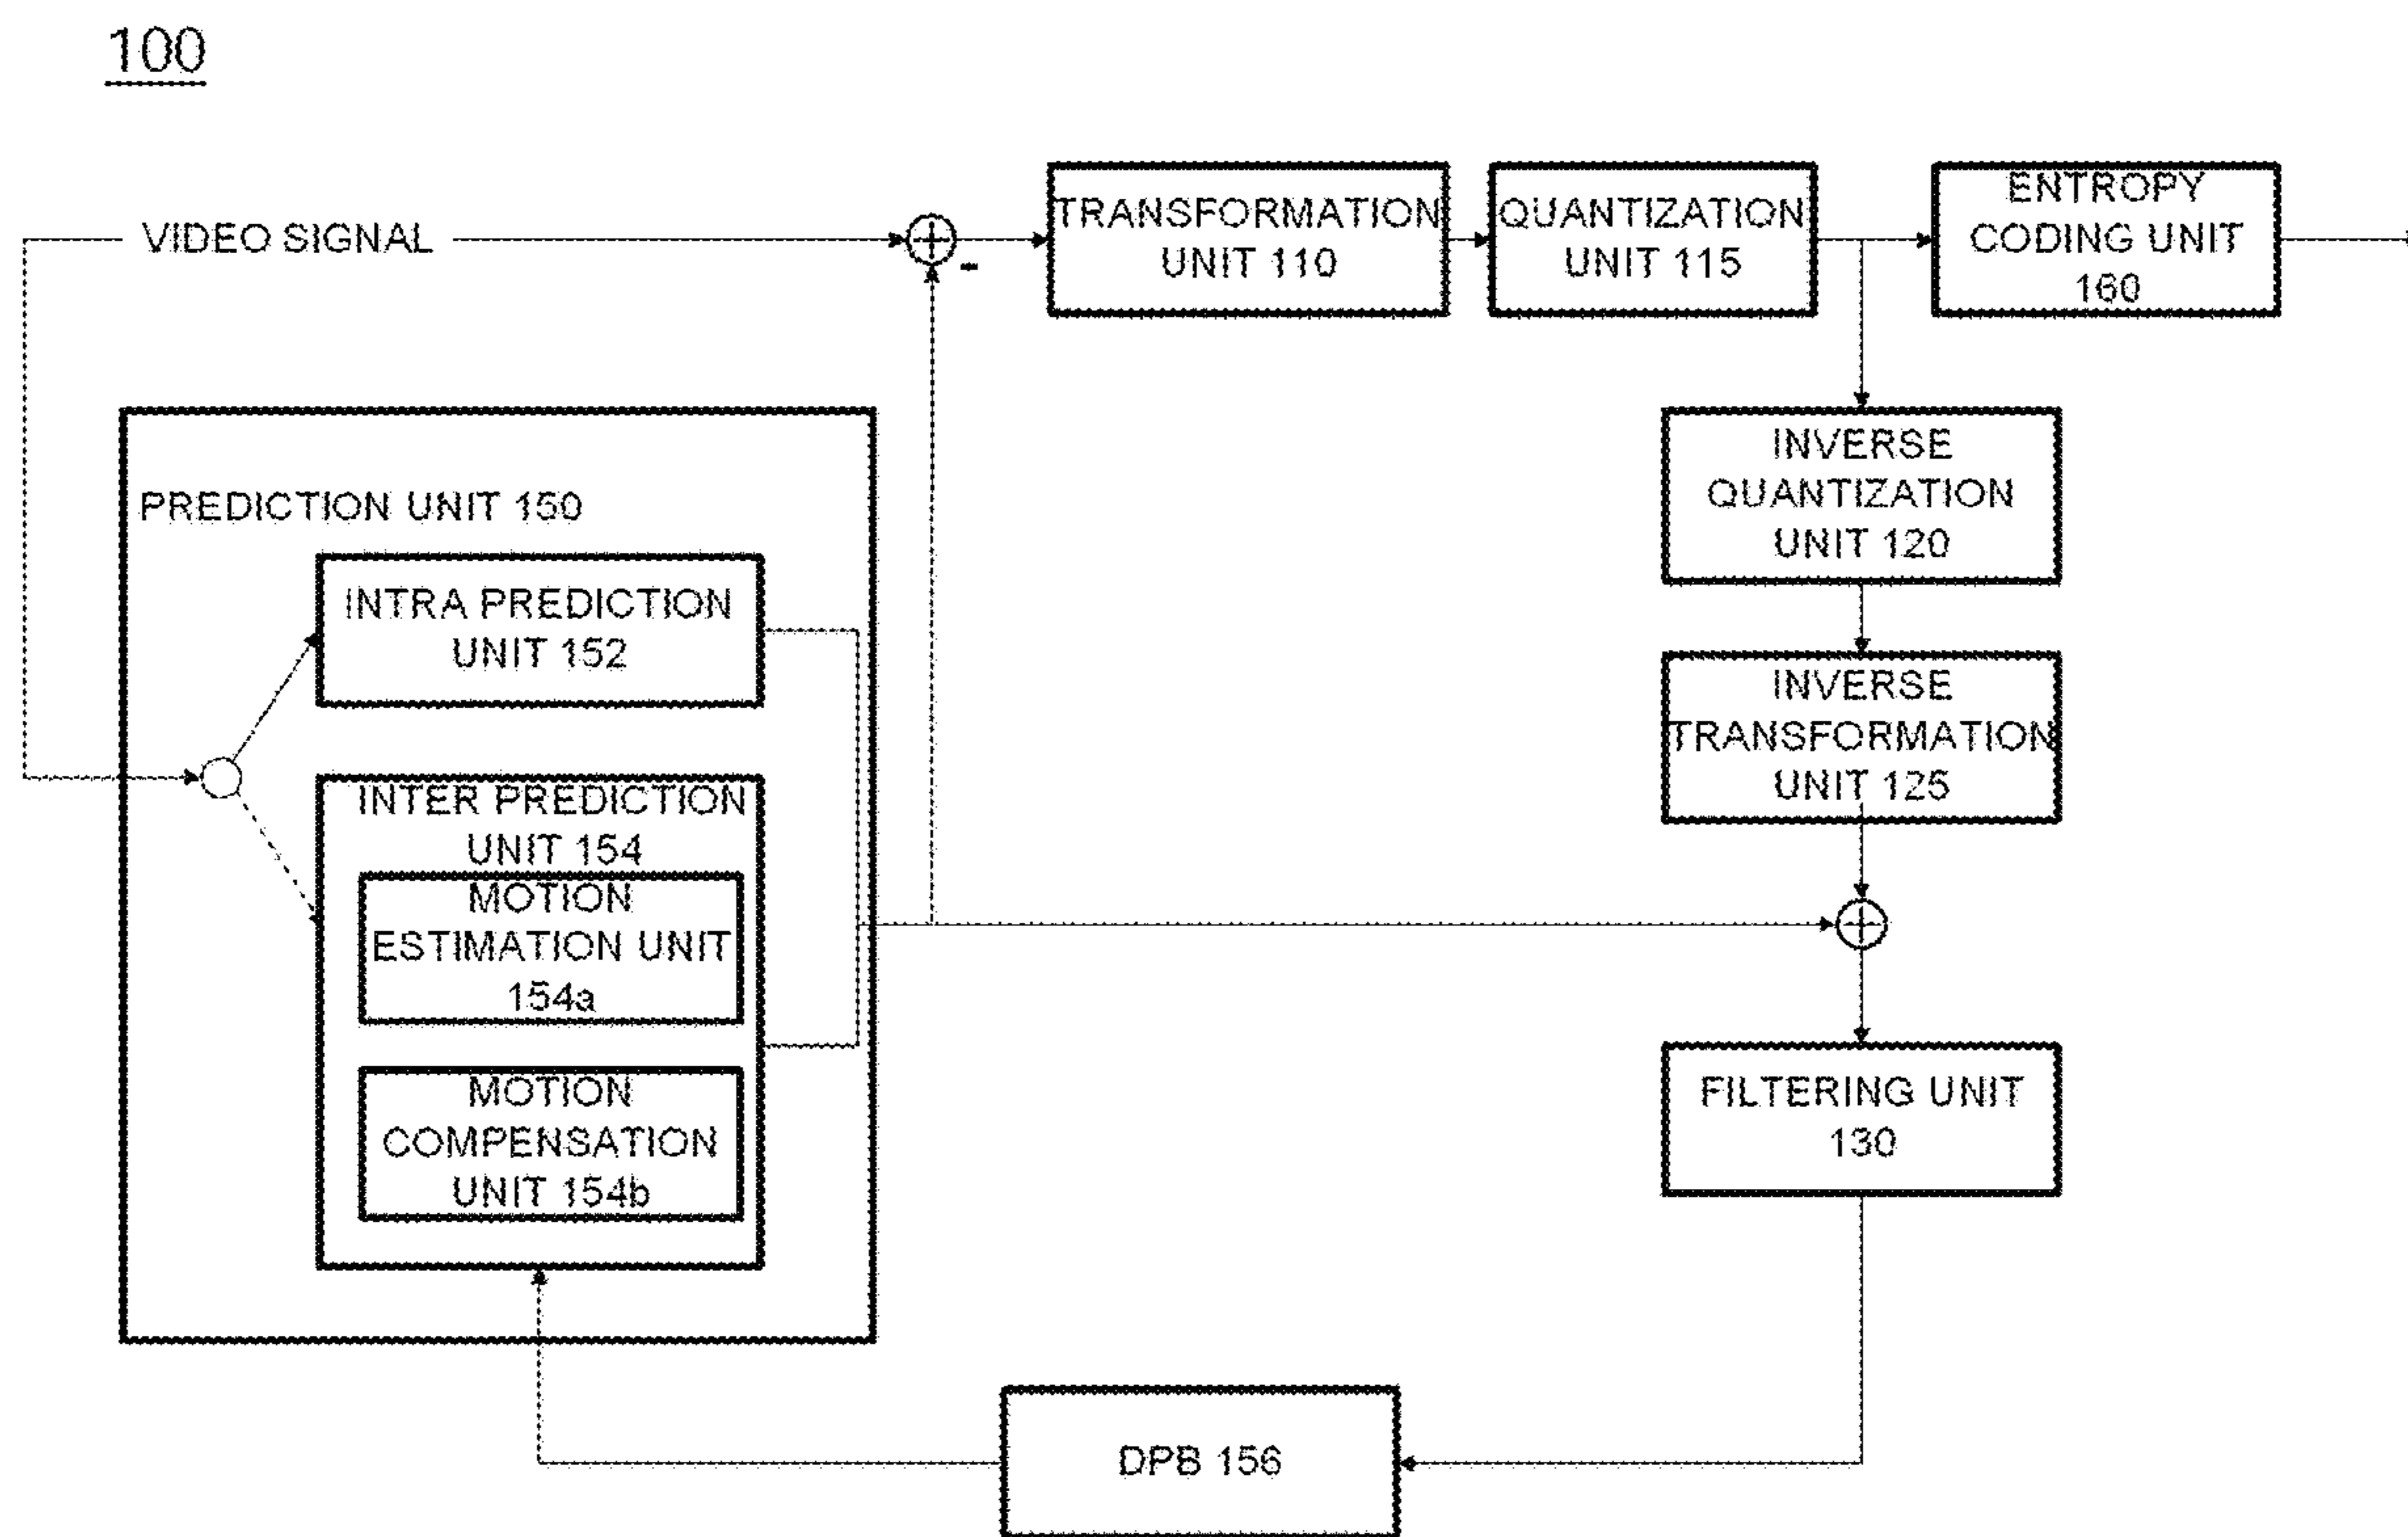 100
VIDEO SIGNAL
-
TRANSFORMATION
UNIT 110
QUANTIZATION
UNIT 115
ENTROPY
CODING UNIT
160
INVERSE
QUANTIZATION
UNIT 120
INVERSE
TRANSFORMATION
UNIT 125
PREDICTION UNIT 150
INTRA PREDICTION
UNIT 152
INTER PREDICTION
UNIT 154
MOTION
ESTIMATION UNIT
154a
MOTION
COMPENSATION
UNIT 154b
FILTERING UNIT
130
DPB 156